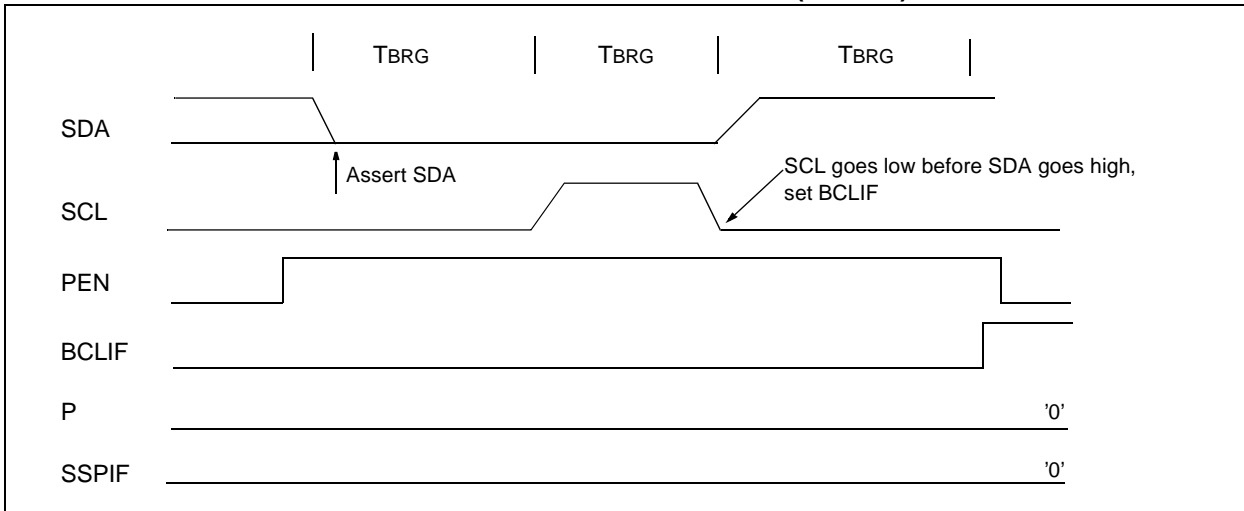 TBRG TBRG TBRG
SDA
Assert SDA
SCL goes low before SDA goes high,
set BCLIF
SCL
PEN
BCLIF
P '0'
SSPIF '0'